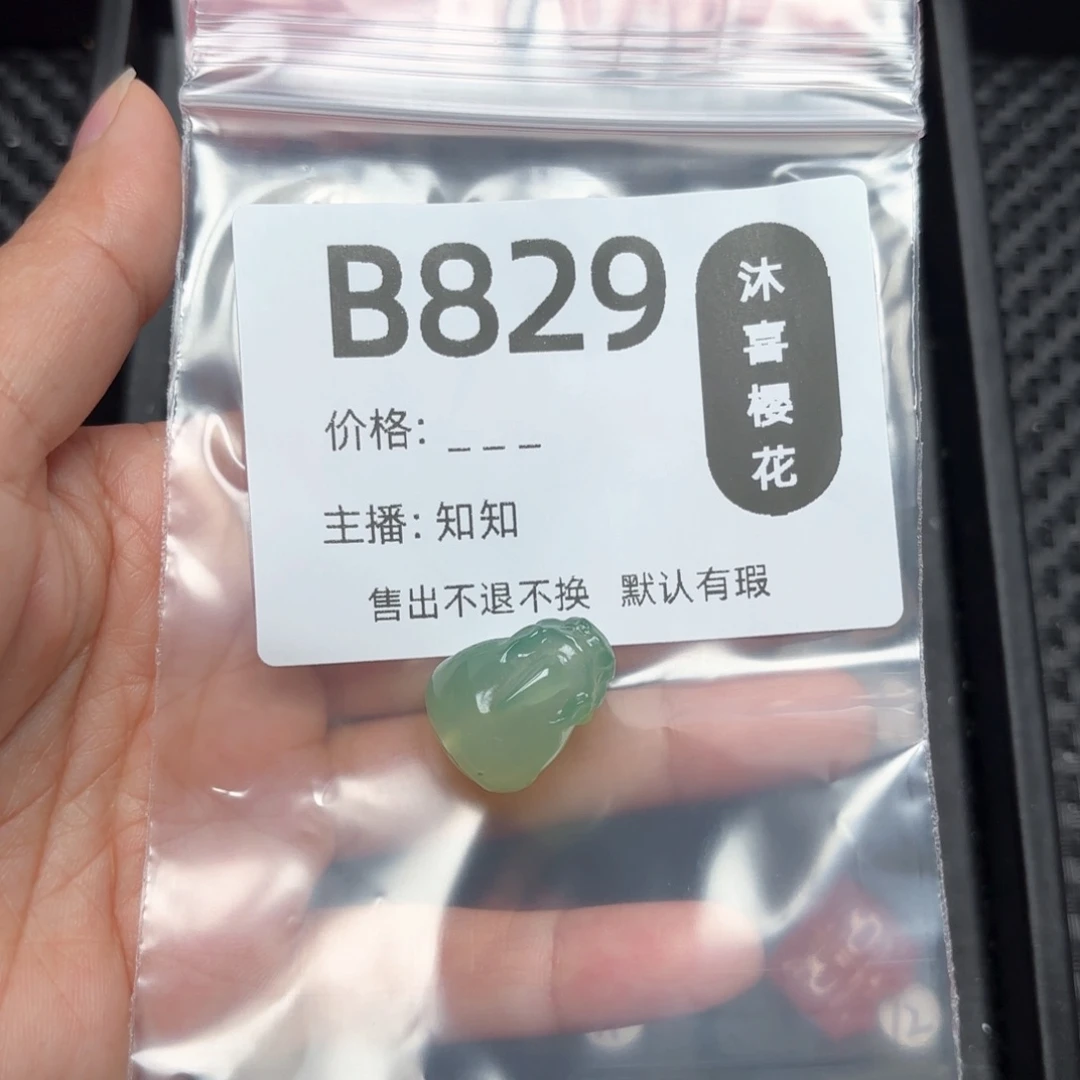 B829
沐喜樱花
价格: _ _ _
主播: 知知
售出不退不换 默认有瑕
12